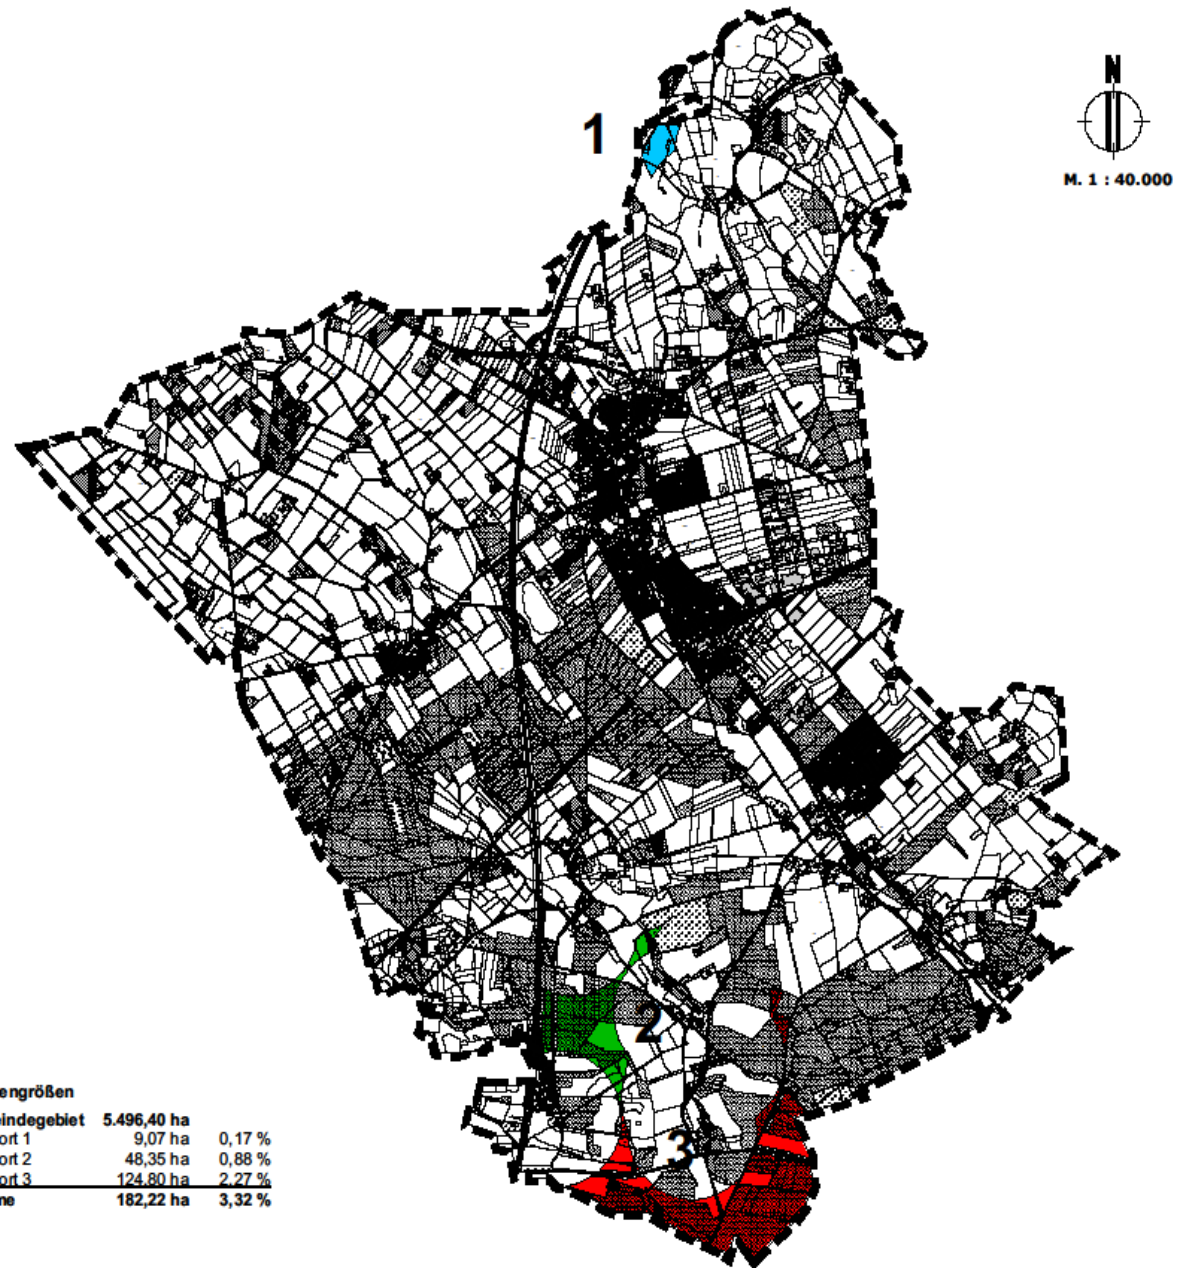 N
M. 1 : 40.000
1
2
3
engrößen
eindegebiet 5.496,40 ha
ort 1 9,07 ha 0,17 %
ort 2 48,35 ha 0,88 %
ort 3 124,80 ha 2,27 %
me 182,22 ha 3,32 %